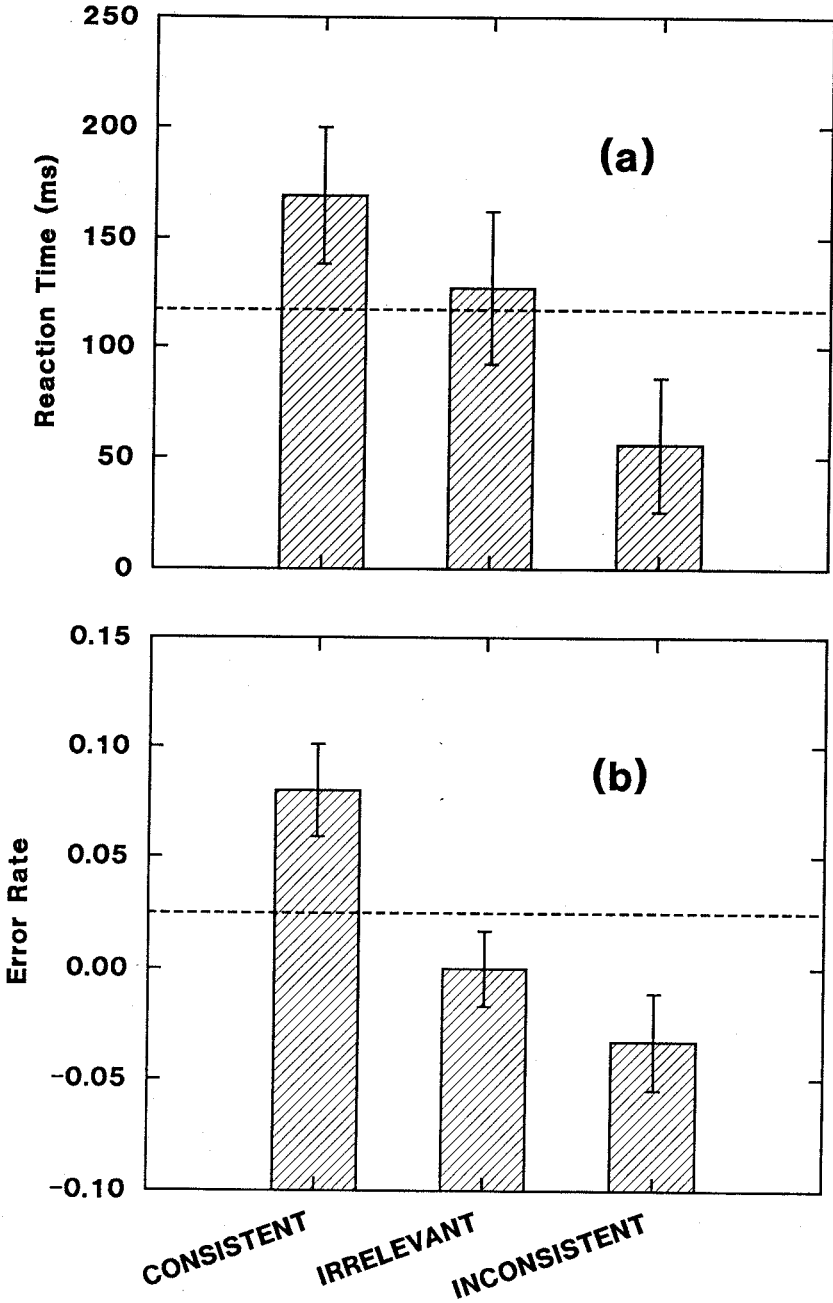 250
200
150
100
50
0
Reaction Time (ms)
(a)
0.15
0.10
0.05
0.00
−0.05
−0.10
Error Rate
(b)
CONSISTENT
IRRELEVANT
INCONSISTENT